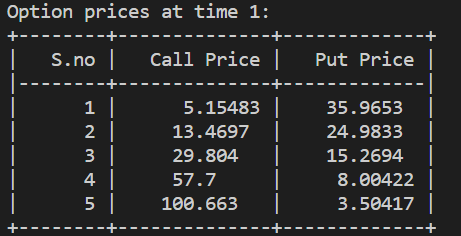 Option prices at time 1:
+--------+--------------+-------------+
|   S.no |   Call Price |   Put Price |
|--------+--------------+-------------|
|      1 |      5.15483 |    35.9653  |
|      2 |     13.4697  |    24.9833  |
|      3 |     29.804   |    15.2694  |
|      4 |     57.7     |     8.00422 |
|      5 |    100.663   |     3.50417 |
+--------+--------------+-------------+